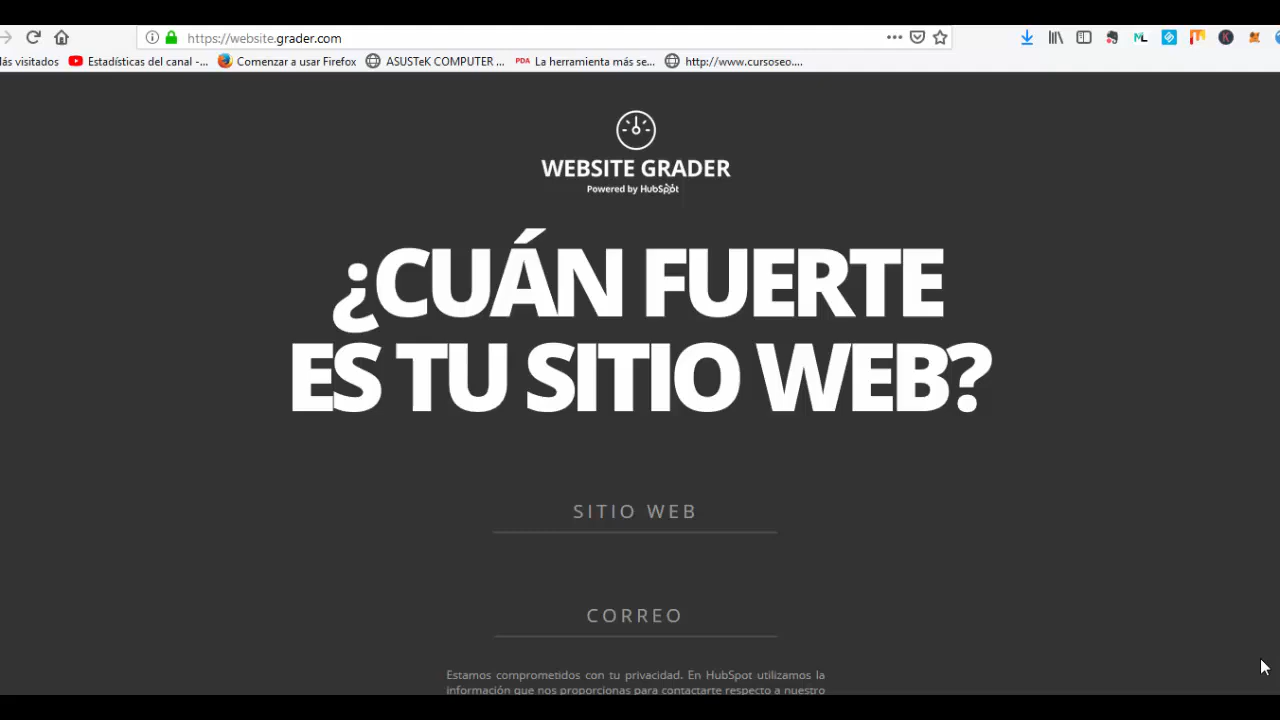 https://website.grader.com
ás visitados
Estadísticas del canal -...
Comenzar a usar Firefox
ASUSTeK COMPUTER ...
PDA
La herramienta más se...
http://www.cursoseo....
WEBSITE GRADER
Powered by HubSpot
¿CUÁN FUERTE
ES TU SITIO WEB?
SITIO WEB
CORREO
Estamos comprometidos con tu privacidad. En HubSpot utilizamos la
información que nos proporcionas para contactarte respecto a nuestro